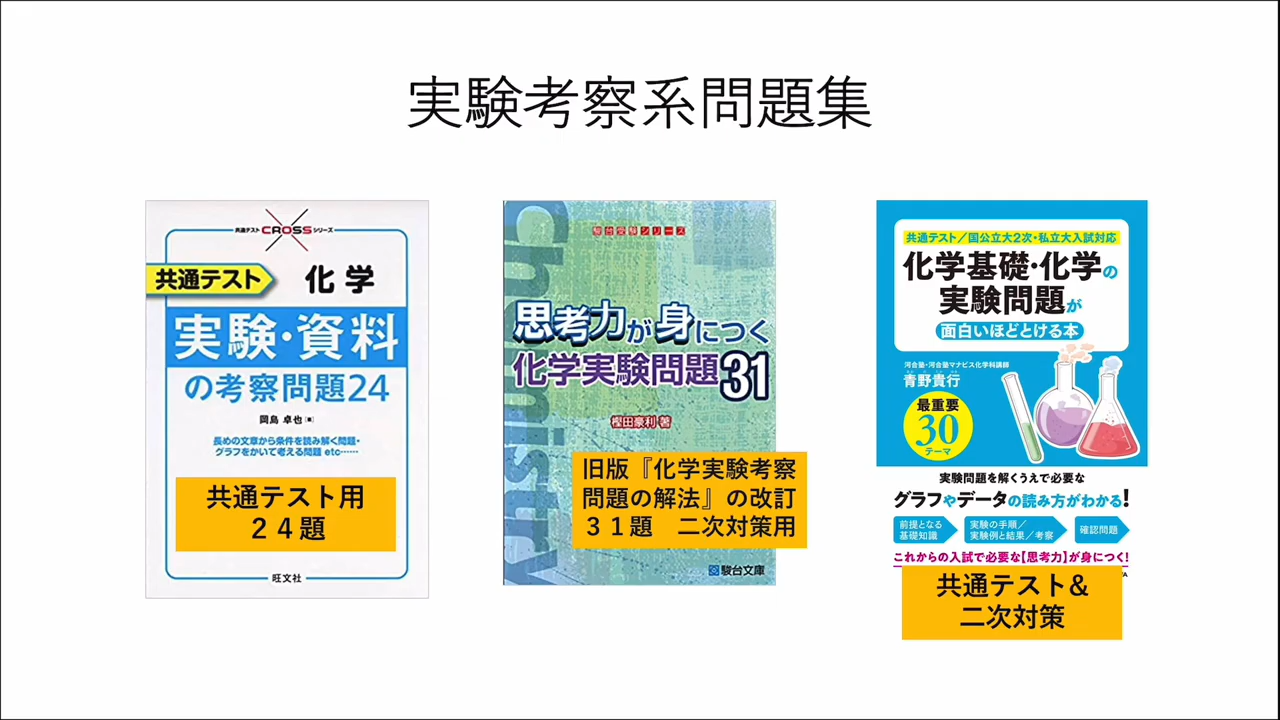 実験考察系問題集
共通テストCROSSシリーズ
共通テスト
化学
実験・資料
の考察問題24
岡島 卓也
長めの文章から条件を読み解く問題・
グラフをかいて考える問題 etc……
共通テスト用
２４題
旺文社
Chemistry
駿台受験シリーズ
思考力が身につく
化学実験問題31
樫田豪利 著
旧版『化学実験考察
問題の解法』の改訂
３１題　二次対策用
駿台文庫
共通テスト／国公立大2次・私立大入試対応
化学基礎・化学の
実験問題が
面白いほどとける本
河合塾・河合塾マナビス化学科講師
青野貴行
最重要
30
テーマ
実験問題を解くうえで必要な
グラフやデータの読み方がわかる!
前提となる
基礎知識
実験の手順／
実験例と結果／考察
確認問題
これからの入試で必要な【思考力】が身につく!
共通テスト&
二次対策